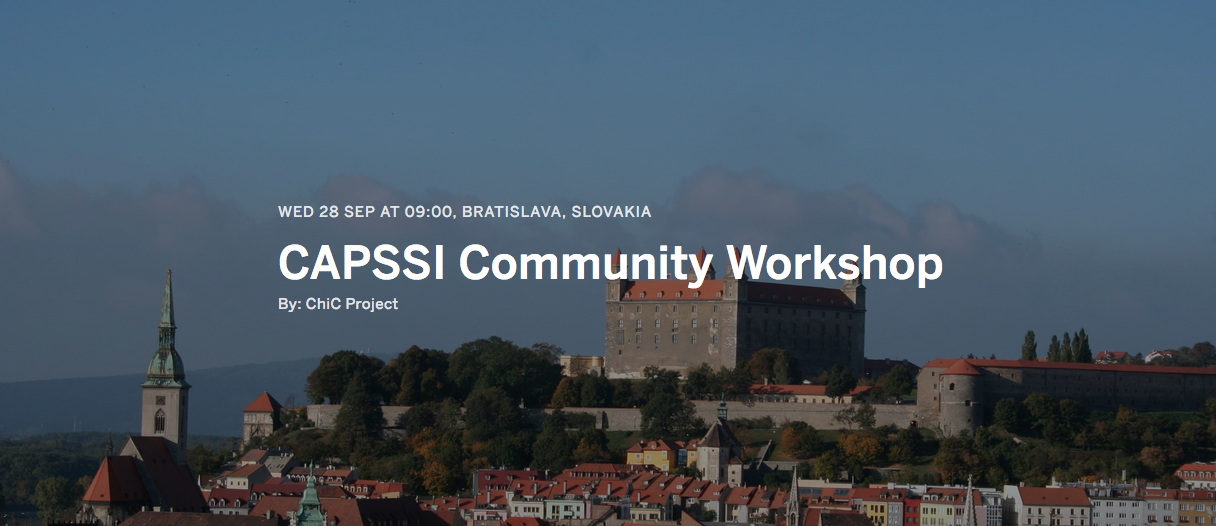 WED 28 SEP AT 09:00, BRATISLAVA, SLOVAKIA
CAPSSI Community Workshop
By: ChiC Project